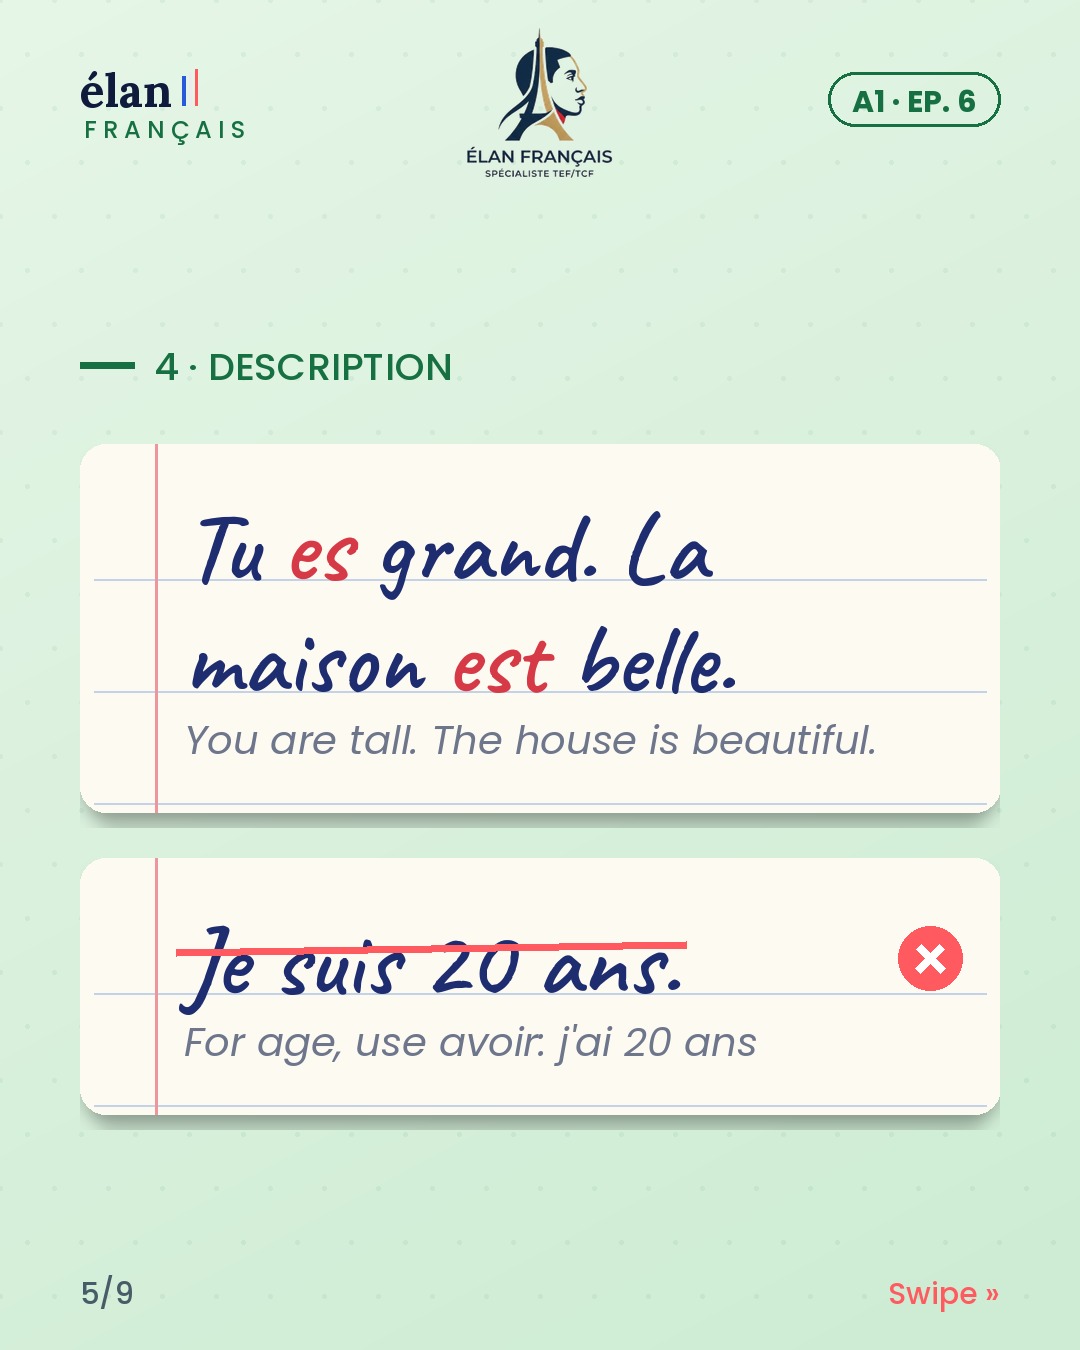 élan
FRANÇAIS
ÉLAN FRANÇAIS
SPÉCIALISTE TEF/TCF
A1 · EP. 6
4 · DESCRIPTION
Tu es grand. La
maison est belle.
You are tall. The house is beautiful.
Je suis 20 ans.
For age, use avoir: j'ai 20 ans
5/9
Swipe »